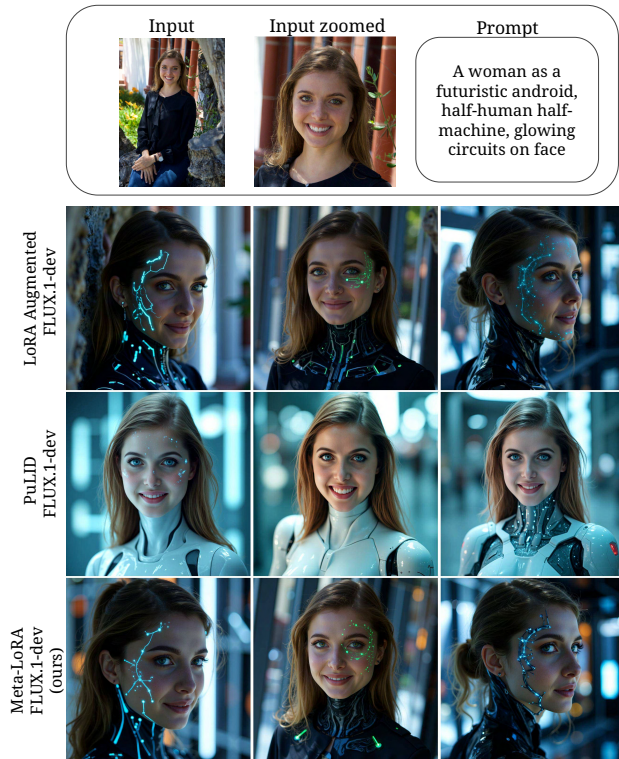 Input
Input zoomed
Prompt
A woman as a
futuristic android,
half-human half-
machine, glowing
circuits on face
LoRA Augmented
FLUX.1-dev
PuLID
FLUX.1-dev
Meta-LoRA
FLUX.1-dev
(ours)